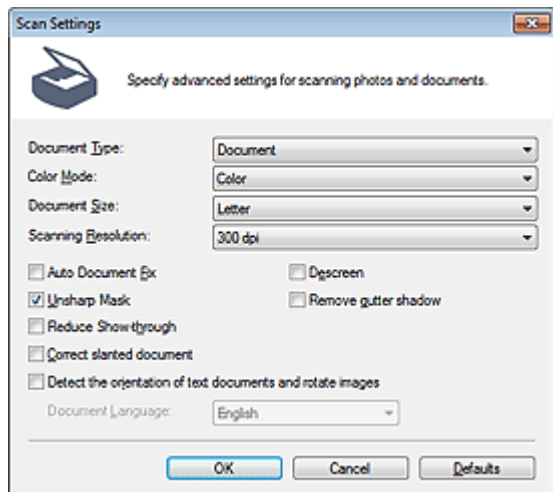 Scan Settings
Specify advanced settings for scanning photos and documents.
Document Type: Document
Color Mode: Color
Document Size: Letter
Scanning Resolution: 300 dpi
Auto Document Fix Descreen
Unsharp Mask Remove gutter shadow
Reduce Show-through
Correct slanted document
Detect the orientation of text documents and rotate images
Document Language: English
OK Cancel Defaults